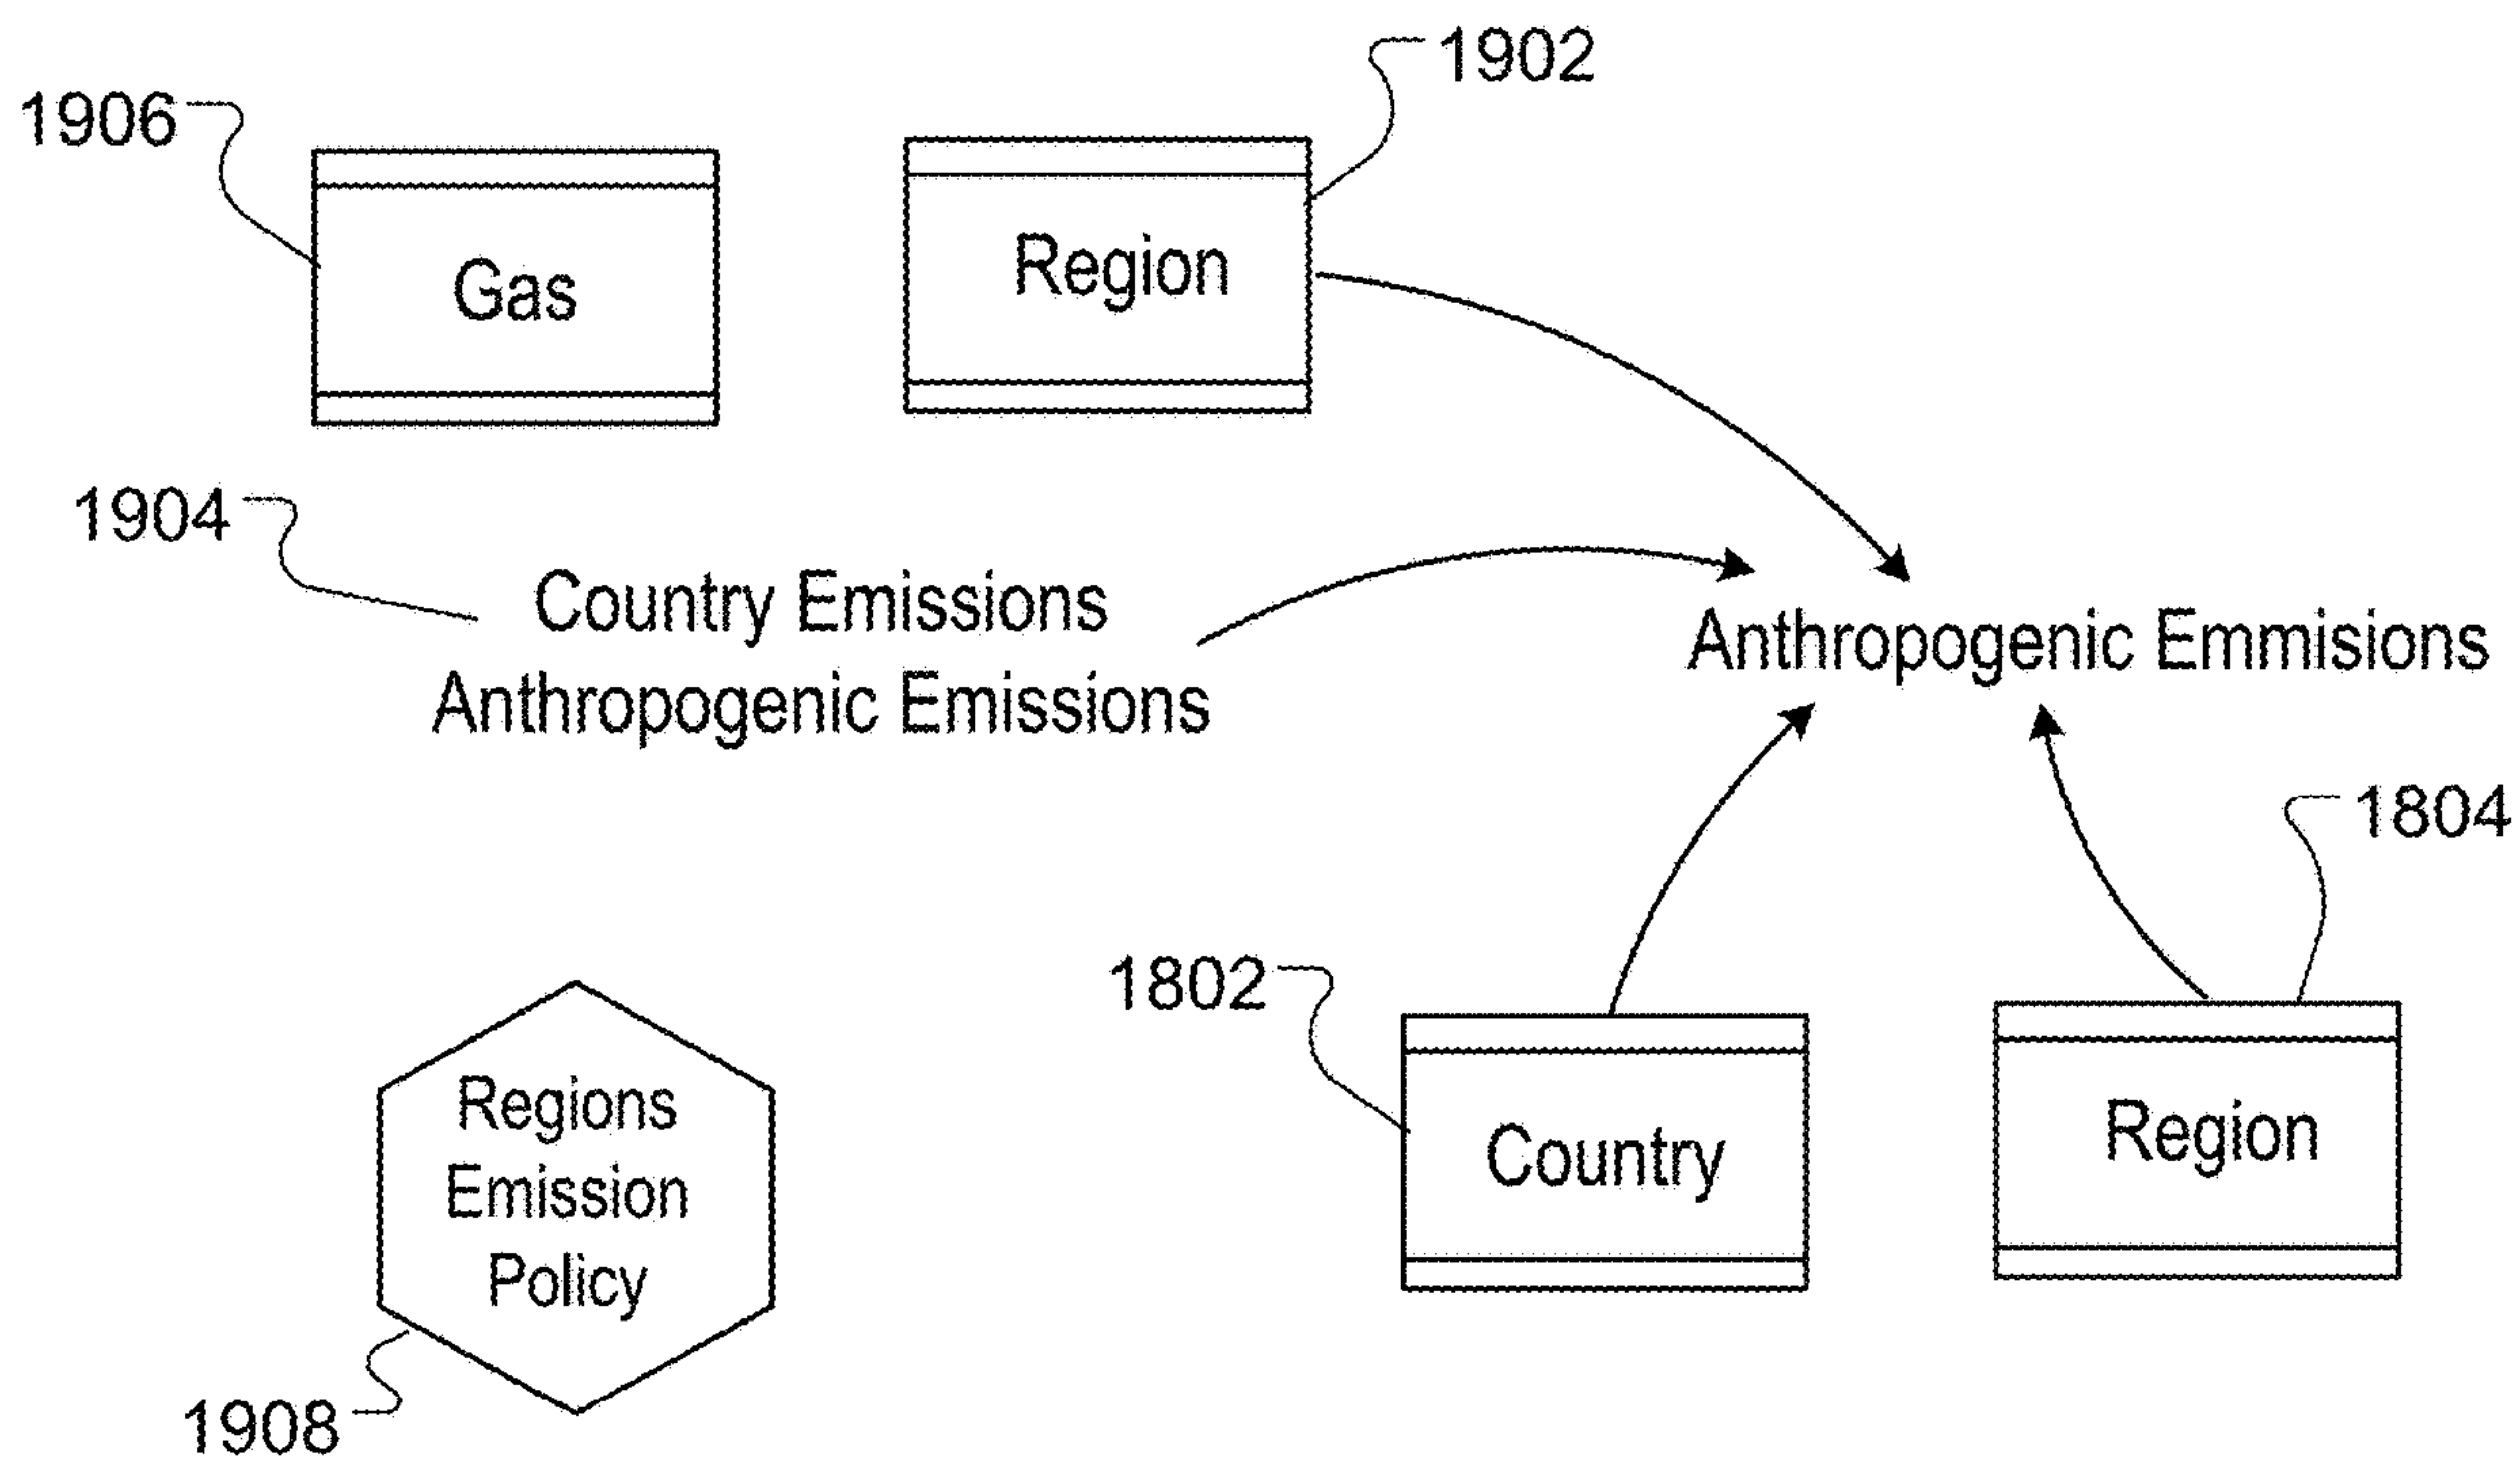 1902
1906
Gas
Region
1904
Country Emissions
Anthropogenic Emissions
Anthropogenic Emmisions
1804
1802
Regions
Emission
Policy
Country
Region
1908